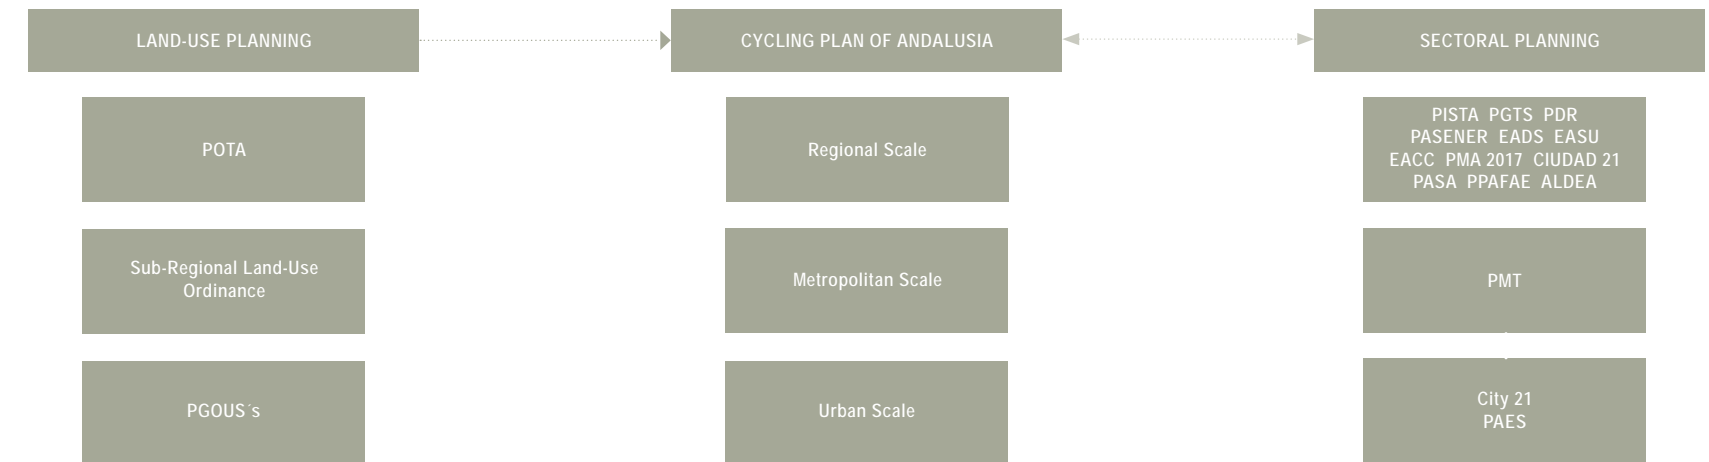 LAND-USE PLANNING
CYCLING PLAN OF ANDALUSIA
SECTORAL PLANNING
POTA
Regional Scale
PISTA PGTS PDR
PASENER EADS EASU
EACC PMA 2017 CIUDAD 21
PASA PPAFAE ALDEA
Sub-Regional Land-Use
Ordinance
Metropolitan Scale
PMT
PGOUS´s
Urban Scale
City 21
PAES